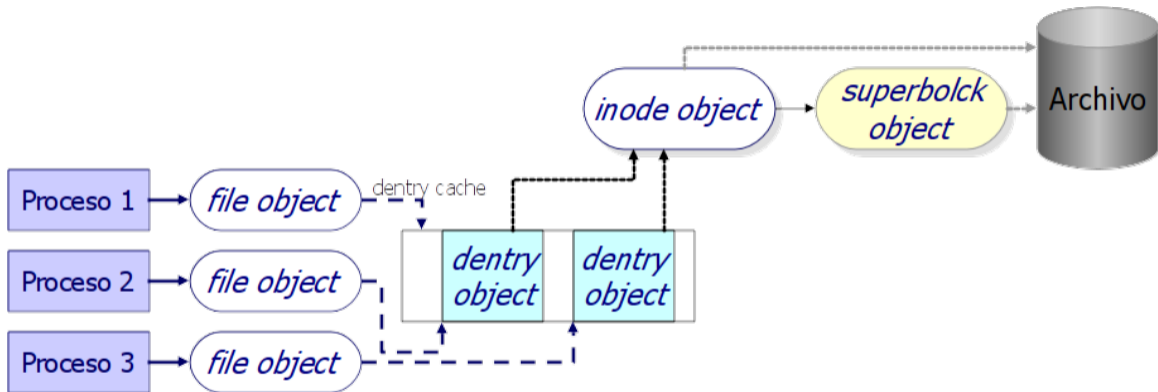 inode object
superbolck
object
Archivo
Proceso 1
file object
dentry cache
Proceso 2
file object
dentry
object
dentry
object
Proceso 3
file object